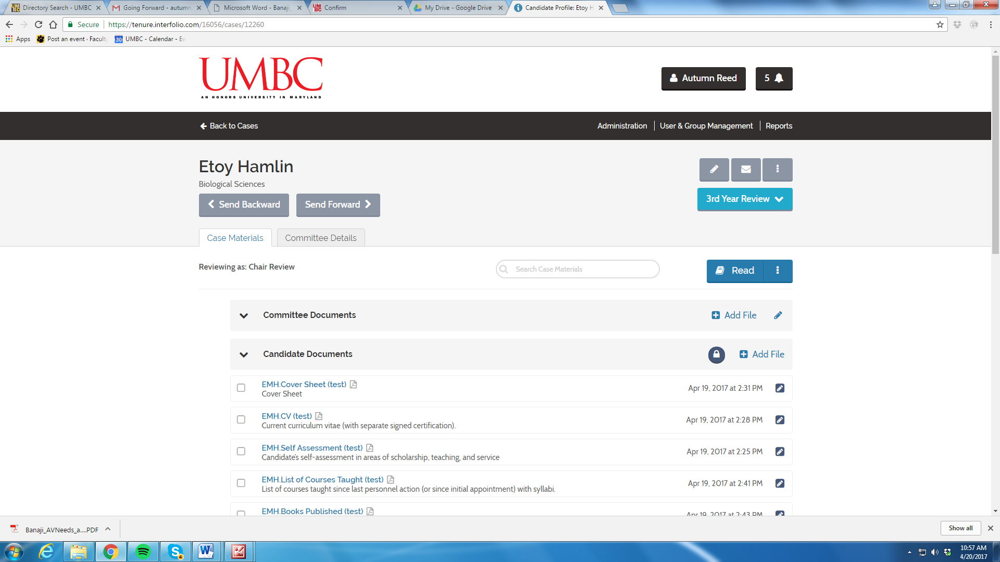 Directory Search - UMBC
Going Forward - autumn
Microsoft Word - Banaji_
Confirm
My Drive - Google Drive
Candidate Profile: Etoy H
Secure
https://tenure.interfolio.com/16056/cases/12260
Apps
Post an event · Faculty
30 UMBC - Calendar - Ev
UMBC
AN HONORS UNIVERSITY IN MARYLAND
Autumn Reed
5
Back to Cases
Administration
User & Group Management
Reports
Etoy Hamlin
Biological Sciences
Send Backward
Send Forward
3rd Year Review
Case Materials
Committee Details
Reviewing as: Chair Review
Search Case Materials
Read
Committee Documents
Add File
Candidate Documents
Add File
EMH.Cover Sheet (test)
Cover Sheet
Apr 19, 2017 at 2:31 PM
EMH.CV (test)
Current curriculum vitae (with separate signed certification).
Apr 19, 2017 at 2:28 PM
EMH.Self Assessment (test)
Candidate's self-assessment in areas of scholarship, teaching, and service
Apr 19, 2017 at 2:25 PM
EMH.List of Courses Taught (test)
List of courses taught since last personnel action (or since initial appointment) with syllabi.
Apr 19, 2017 at 2:41 PM
EMH.Books Published (test)
Apr 19, 2017 at 2:43 PM
Banaji_AVNeeds_a....PDF
Show all
4
10:57 AM
4/20/2017